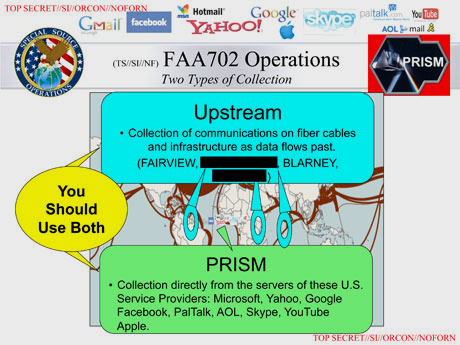 TOP SECRET//SI//ORCON//NOFORN
Gmail
facebook
Hotmail
YAHOO!
Google
skype
paltalk.com
YouTube
AOL mail
SPECIAL SOURCE
OPERATIONS
(TS//SI//NF) FAA702 Operations
Two Types of Collection
PRISM
Upstream
• Collection of communications on fiber cables
and infrastructure as data flows past.
(FAIRVIEW, , BLARNEY,
)
You
Should
Use Both
PRISM
• Collection directly from the servers of these U.S.
Service Providers: Microsoft, Yahoo, Google
Facebook, PalTalk, AOL, Skype, YouTube
Apple.
TOP SECRET//SI//ORCON//NOFORN